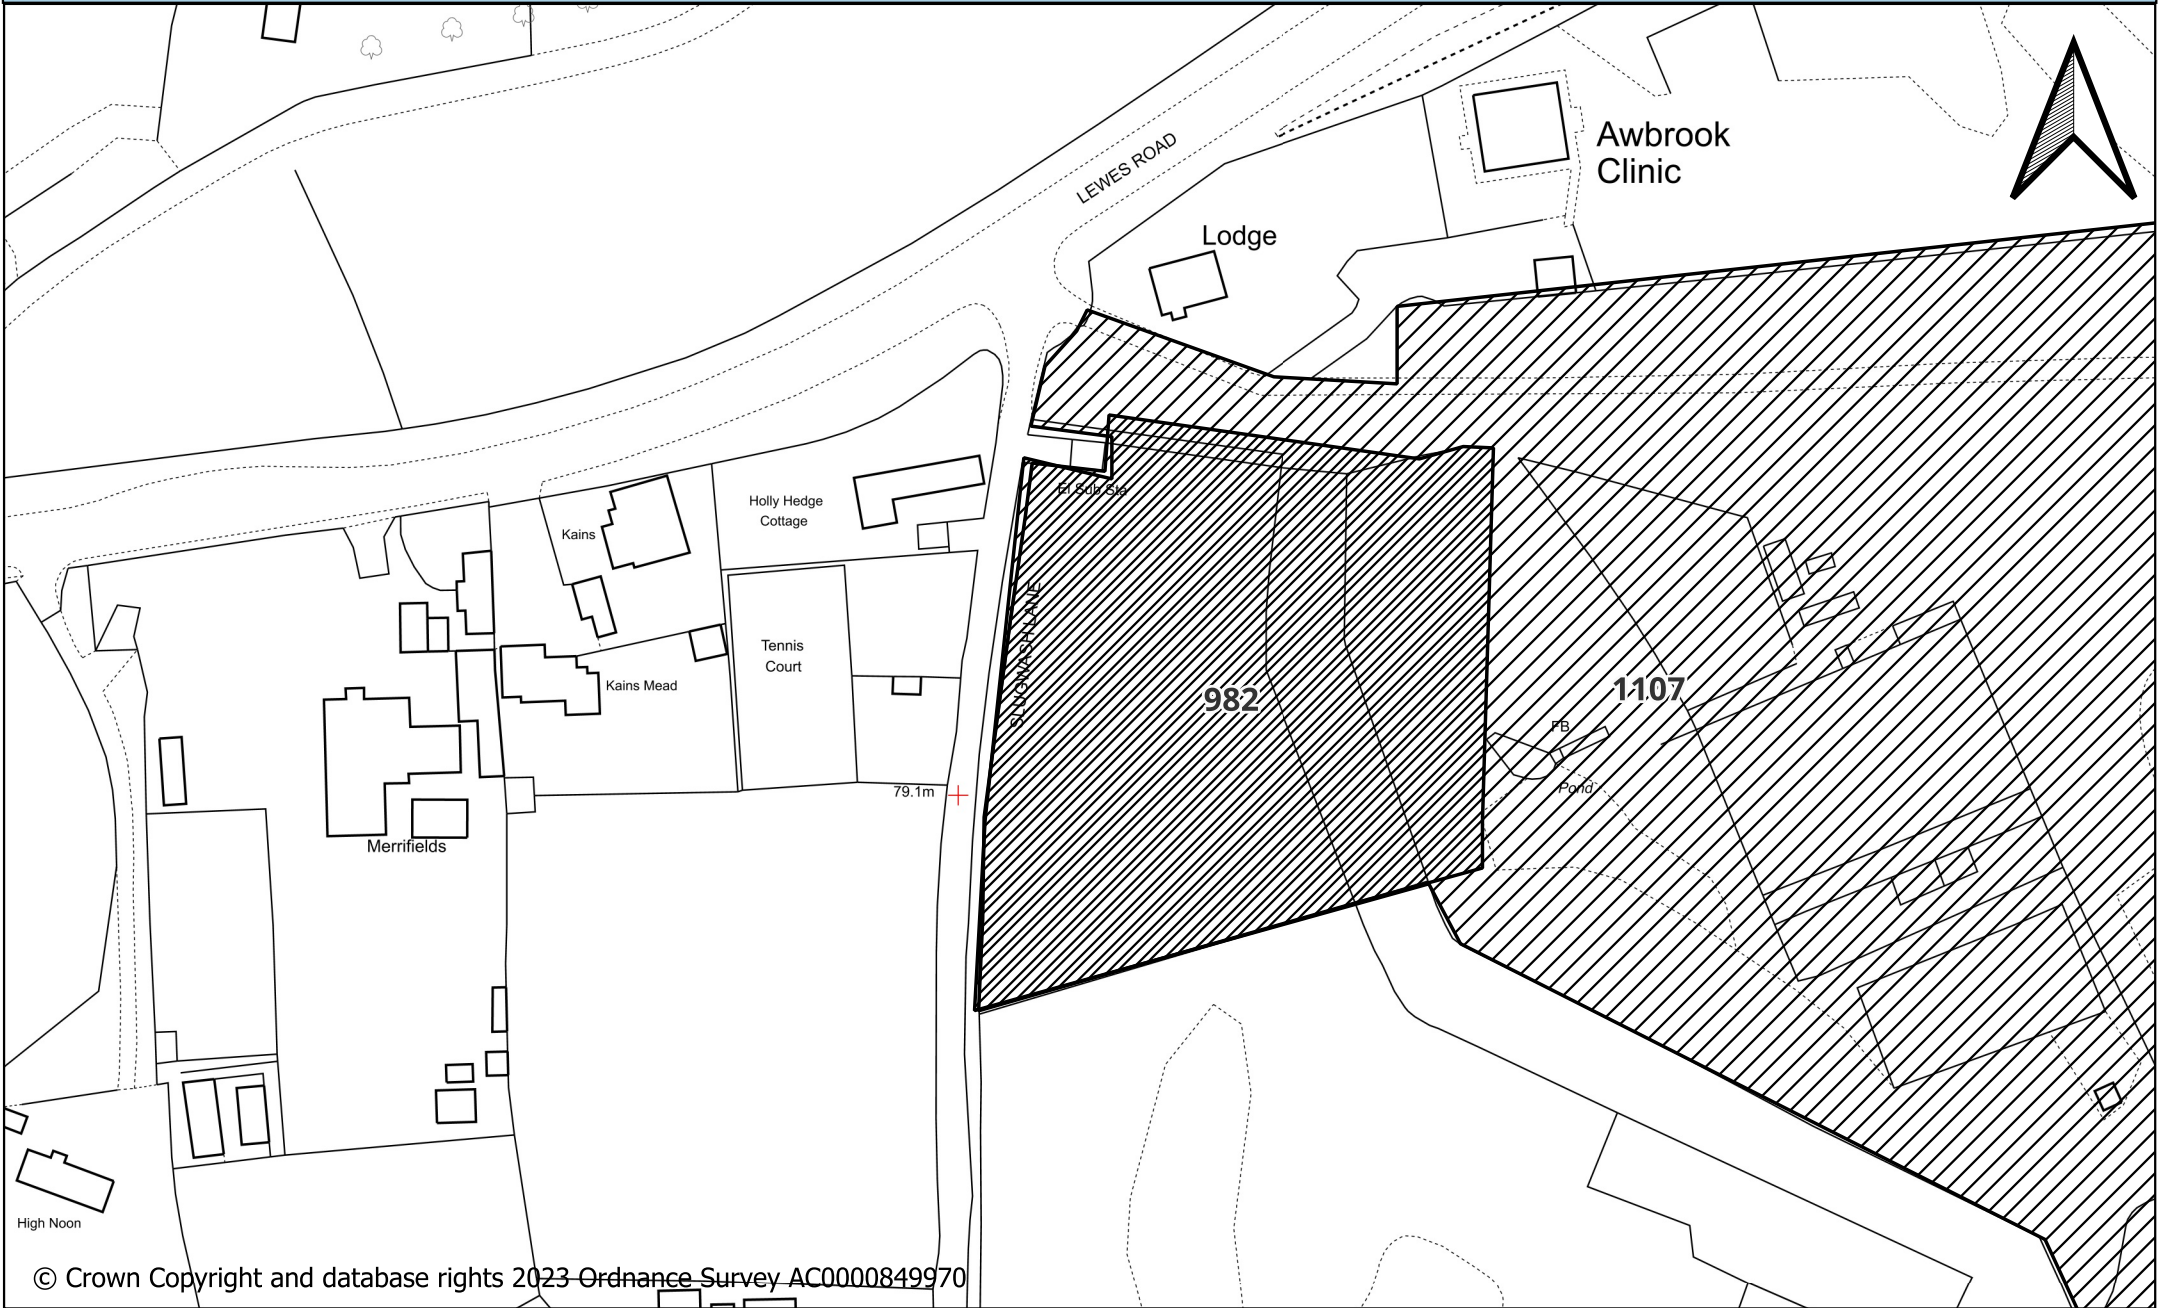 LEWES ROAD
Awbrook
Clinic
Lodge
Holly Hedge
Cottage
Kains
El Sub Sta
SLUGWASH LANE
Tennis
Court
Kains Mead
982
1107
FB
Pond
79.1m
Merrifields
High Noon
© Crown Copyright and database rights 2023 Ordnance Survey AC0000849970